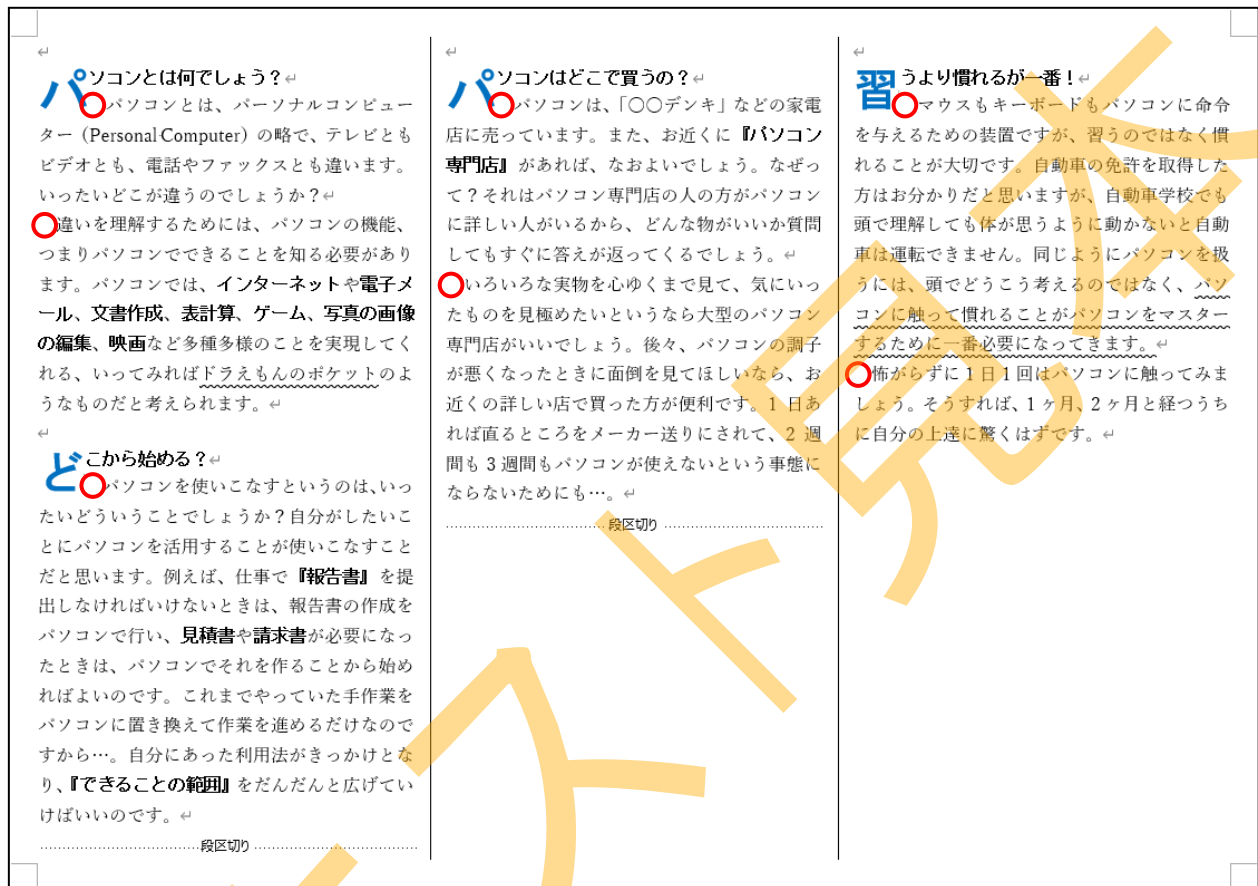 パソコンとは何でしょう？
パソコンとは、パーソナルコンピュー
ター（Personal Computer）の略で、テレビとも
ビデオとも、電話やファックスとも違います。
いったいどこが違うのでしょうか？
違いを理解するためには、パソコンの機能、
つまりパソコンでできることを知る必要があり
ます。パソコンでは、インターネットや電子メ
ール、文書作成、表計算、ゲーム、写真の画像
の編集、映画など多種多様のことを実現してく
れる、いってみればドラえもんのポケットのよ
うなものだと考えられます。
どこから始める？
パソコンを使いこなすというのは、いっ
たいどういうことでしょうか？自分がしたいこ
とにパソコンを活用することが使いこなすこと
だと思います。例えば、仕事で『報告書』を提
出しなければいけないときは、報告書の作成を
パソコンで行い、見積書や請求書が必要になっ
たときは、パソコンでそれを作ることから始め
ればよいのです。これまでやっていた手作業を
パソコンに置き換えて作業を進めるだけなので
すから…。自分にあった利用法がきっかけとな
り、『できることの範囲』をだんだんと広げてい
けばいいのです。
段区切り
パソコンはどこで買うの？
パソコンは、「〇〇デンキ」などの家電
店に売っています。また、お近くに『パソコン
専門店』があれば、なおよいでしょう。なぜっ
て？それはパソコン専門店の人の方がパソコン
に詳しい人がいるから、どんな物がいいか質問
してもすぐに答えが返ってくるでしょう。
いろいろな実物を心ゆくまで見て、気にいっ
たものを見極めたいというなら大型のパソコン
専門店がいいでしょう。後々、パソコンの調子
が悪くなったときに面倒を見てほしいなら、お
近くの詳しい店で買った方が便利です。1 日あ
れば直るところをメーカー送りにされて、2 週
間も 3 週間もパソコンが使えないという事態に
ならないためにも…。
段区切り
習うより慣れるが一番！
マウスもキーボードもパソコンに命令
を与えるための装置ですが、習うのではなく慣
れることが大切です。自動車の免許を取得した
方はお分かりだと思いますが、自動車学校でも
頭で理解しても体が思うように動かないと自動
車は運転できません。同じようにパソコンを扱
うには、頭でどうこう考えるのではなく、パソ
コンに触って慣れることがパソコンをマスター
するために一番必要になってきます。
怖がらずに 1 日 1 回はパソコンに触ってみま
しょう。そうすれば、1 ヶ月、2 ヶ月と経つうち
に自分の上達に驚くはずです。
テスト見本